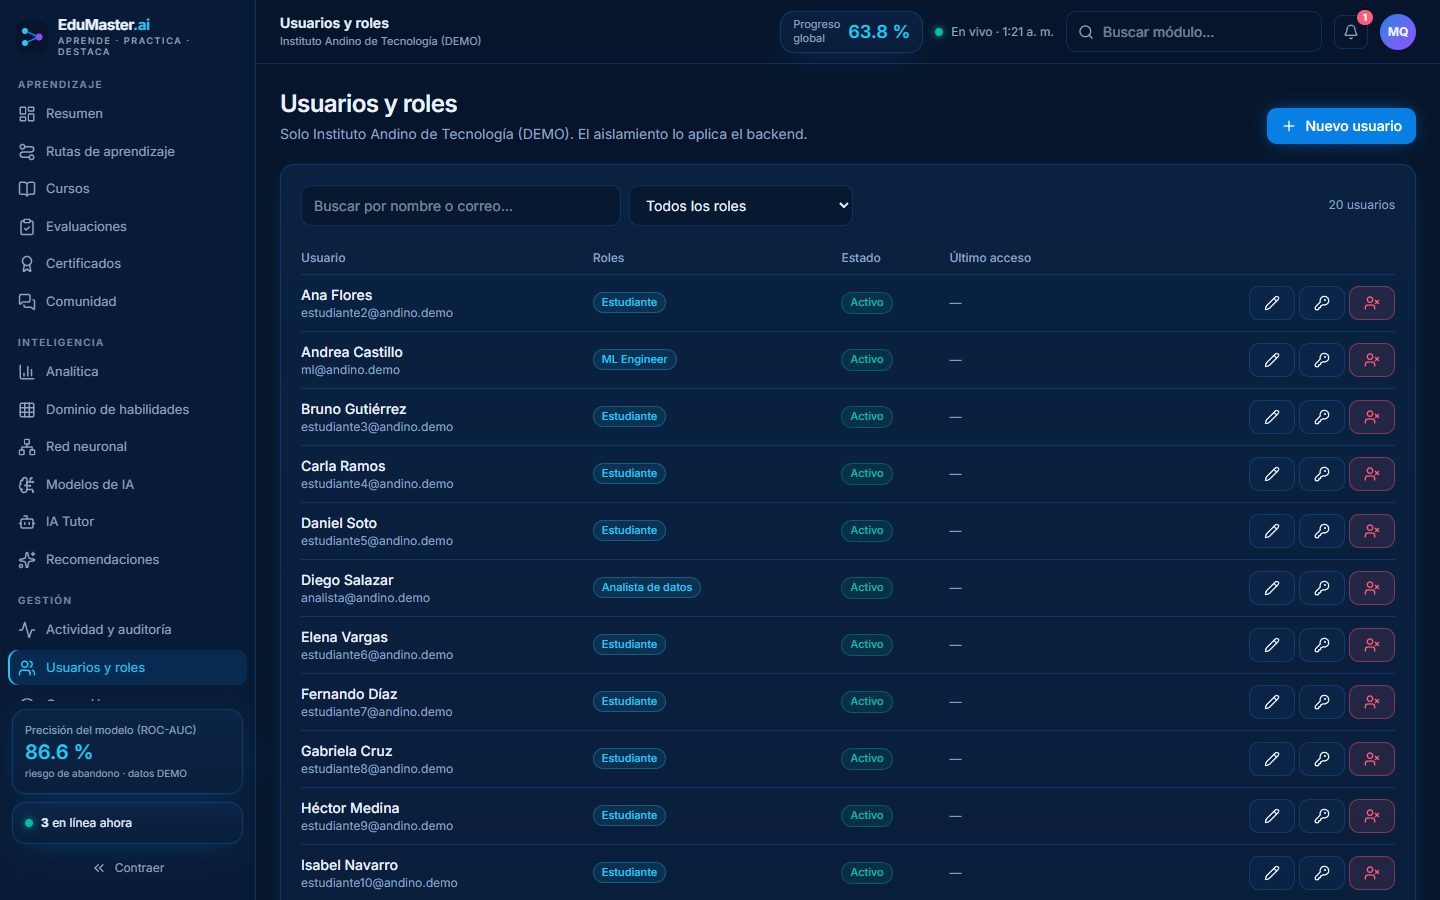 EduMaster.ai
APRENDE · PRACTICA ·
DESTACA
APRENDIZAJE
Resumen
Rutas de aprendizaje
Cursos
Evaluaciones
Certificados
Comunidad
INTELIGENCIA
Analítica
Dominio de habilidades
Red neuronal
Modelos de IA
IA Tutor
Recomendaciones
GESTIÓN
Actividad y auditoría
Usuarios y roles
Precisión del modelo (ROC-AUC)
86.6 %
riesgo de abandono · datos DEMO
3 en línea ahora
Contraer
Usuarios y roles
Instituto Andino de Tecnología (DEMO)
Progreso
global
63.8 %
En vivo · 1:21 a. m.
Buscar módulo...
1
MQ
Usuarios y roles
Solo Instituto Andino de Tecnología (DEMO). El aislamiento lo aplica el backend.
Nuevo usuario
Buscar por nombre o correo...
Todos los roles
20 usuarios
Usuario Roles Estado Último acceso
Ana Flores
estudiante2@andino.demo
Estudiante Activo —
Andrea Castillo
ml@andino.demo
ML Engineer Activo —
Bruno Gutiérrez
estudiante3@andino.demo
Estudiante Activo —
Carla Ramos
estudiante4@andino.demo
Estudiante Activo —
Daniel Soto
estudiante5@andino.demo
Estudiante Activo —
Diego Salazar
analista@andino.demo
Analista de datos Activo —
Elena Vargas
estudiante6@andino.demo
Estudiante Activo —
Fernando Díaz
estudiante7@andino.demo
Estudiante Activo —
Gabriela Cruz
estudiante8@andino.demo
Estudiante Activo —
Héctor Medina
estudiante9@andino.demo
Estudiante Activo —
Isabel Navarro
estudiante10@andino.demo
Estudiante Activo —